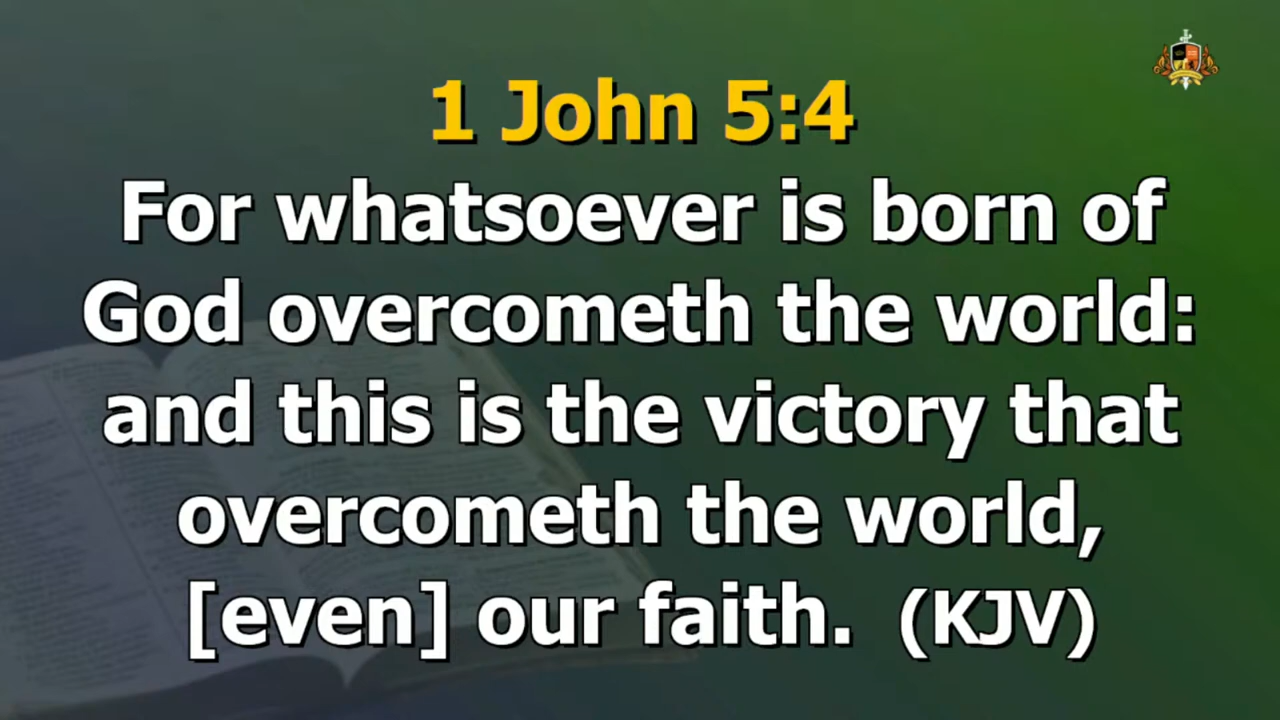 1 John 5:4
For whatsoever is born of
God overcometh the world:
and this is the victory that
overcometh the world,
[even] our faith. (KJV)